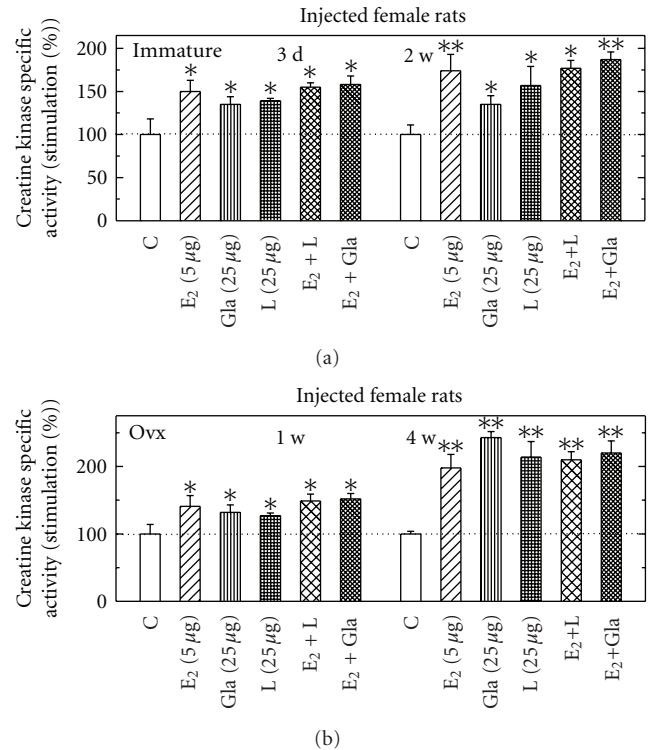 Injected female rats
Immature
3 d
2 w
∗ ∗ ∗ ∗ ∗ ∗∗ ∗ ∗ ∗ ∗∗
Creatine kinase specific
activity (stimulation (%))
200
150
100
50
0
C
E2 (5 μg)
Gla (25 μg)
L (25 μg)
E2 + L
E2 + Gla
C
E2 (5 μg)
Gla (25 μg)
L (25 μg)
E2+L
E2+Gla
(a)
Injected female rats
Ovx
1 w
4 w
∗ ∗ ∗ ∗ ∗ ∗∗ ∗∗ ∗∗ ∗∗ ∗∗
Creatine kinase specific
activity (stimulation (%))
200
100
0
C
E2 (5 μg)
Gla (25 μg)
L (25 μg)
E2 + L
E2 + Gla
C
E2 (5 μg)
Gla (25 μg)
L (25 μg)
E2+L
E2+Gla
(b)